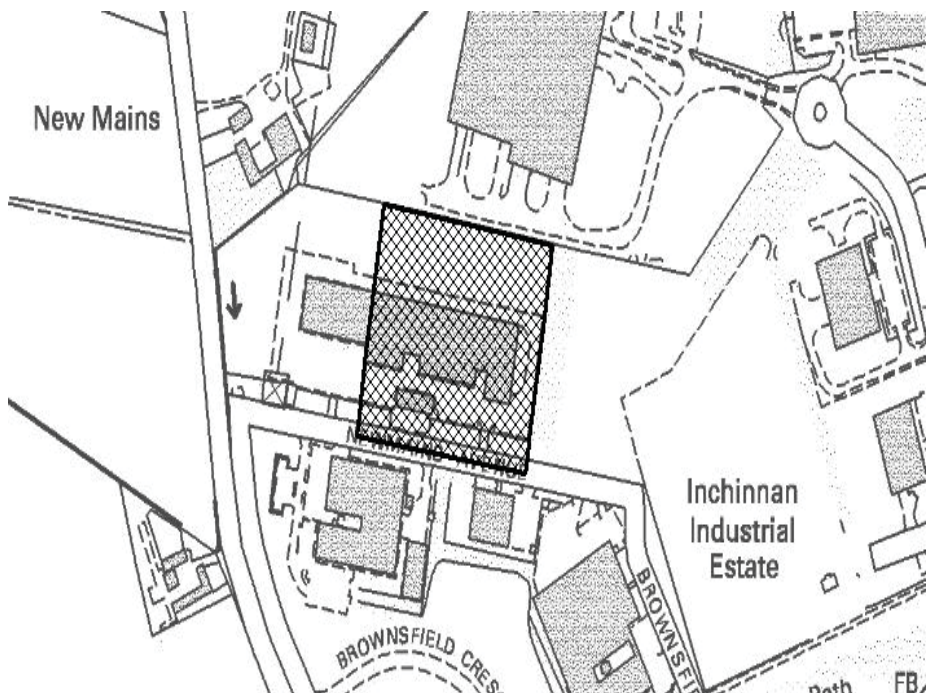 New Mains
Inchinnan
Industrial
Estate
BROWNSFIELD CRES
BROWNSFI
Path
FB